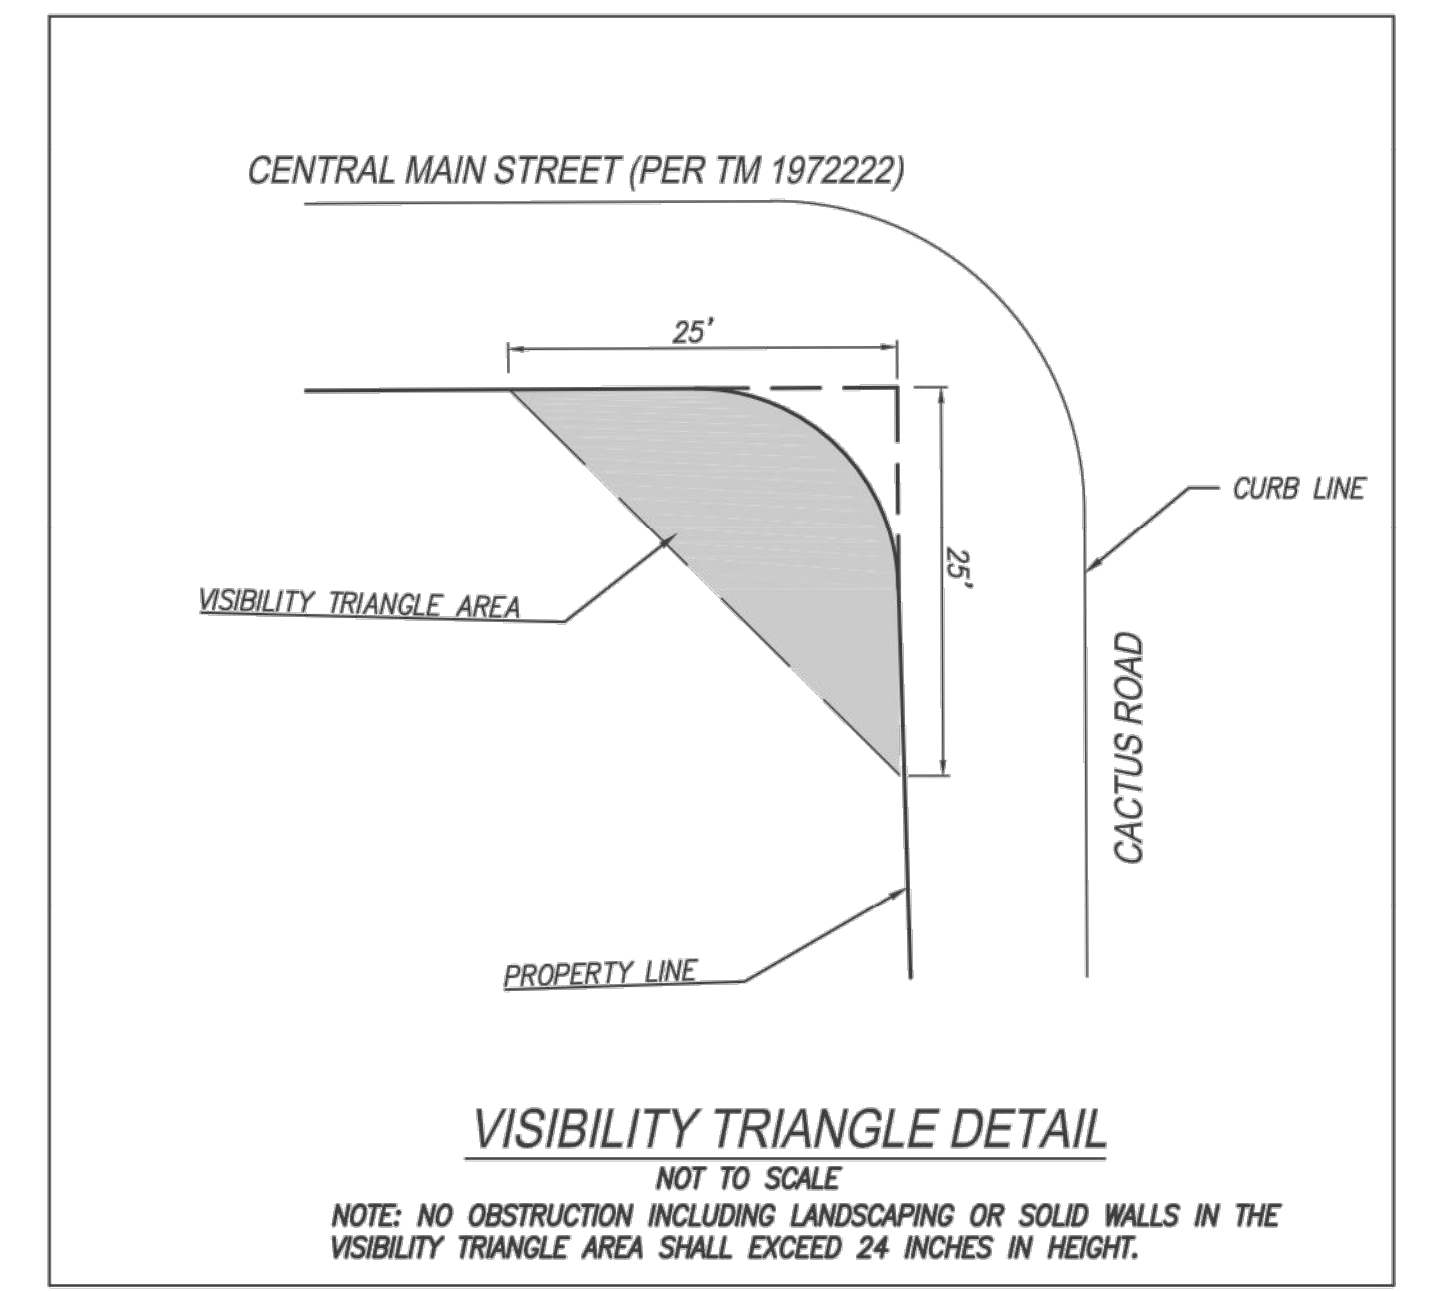 CENTRAL MAIN STREET (PER TM 1972222)
25'
25'
CURB LINE
VISIBILITY TRIANGLE AREA
CACTUS ROAD
PROPERTY LINE
VISIBILITY TRIANGLE DETAIL
NOT TO SCALE
NOTE: NO OBSTRUCTION INCLUDING LANDSCAPING OR SOLID WALLS IN THE
VISIBILITY TRIANGLE AREA SHALL EXCEED 24 INCHES IN HEIGHT.